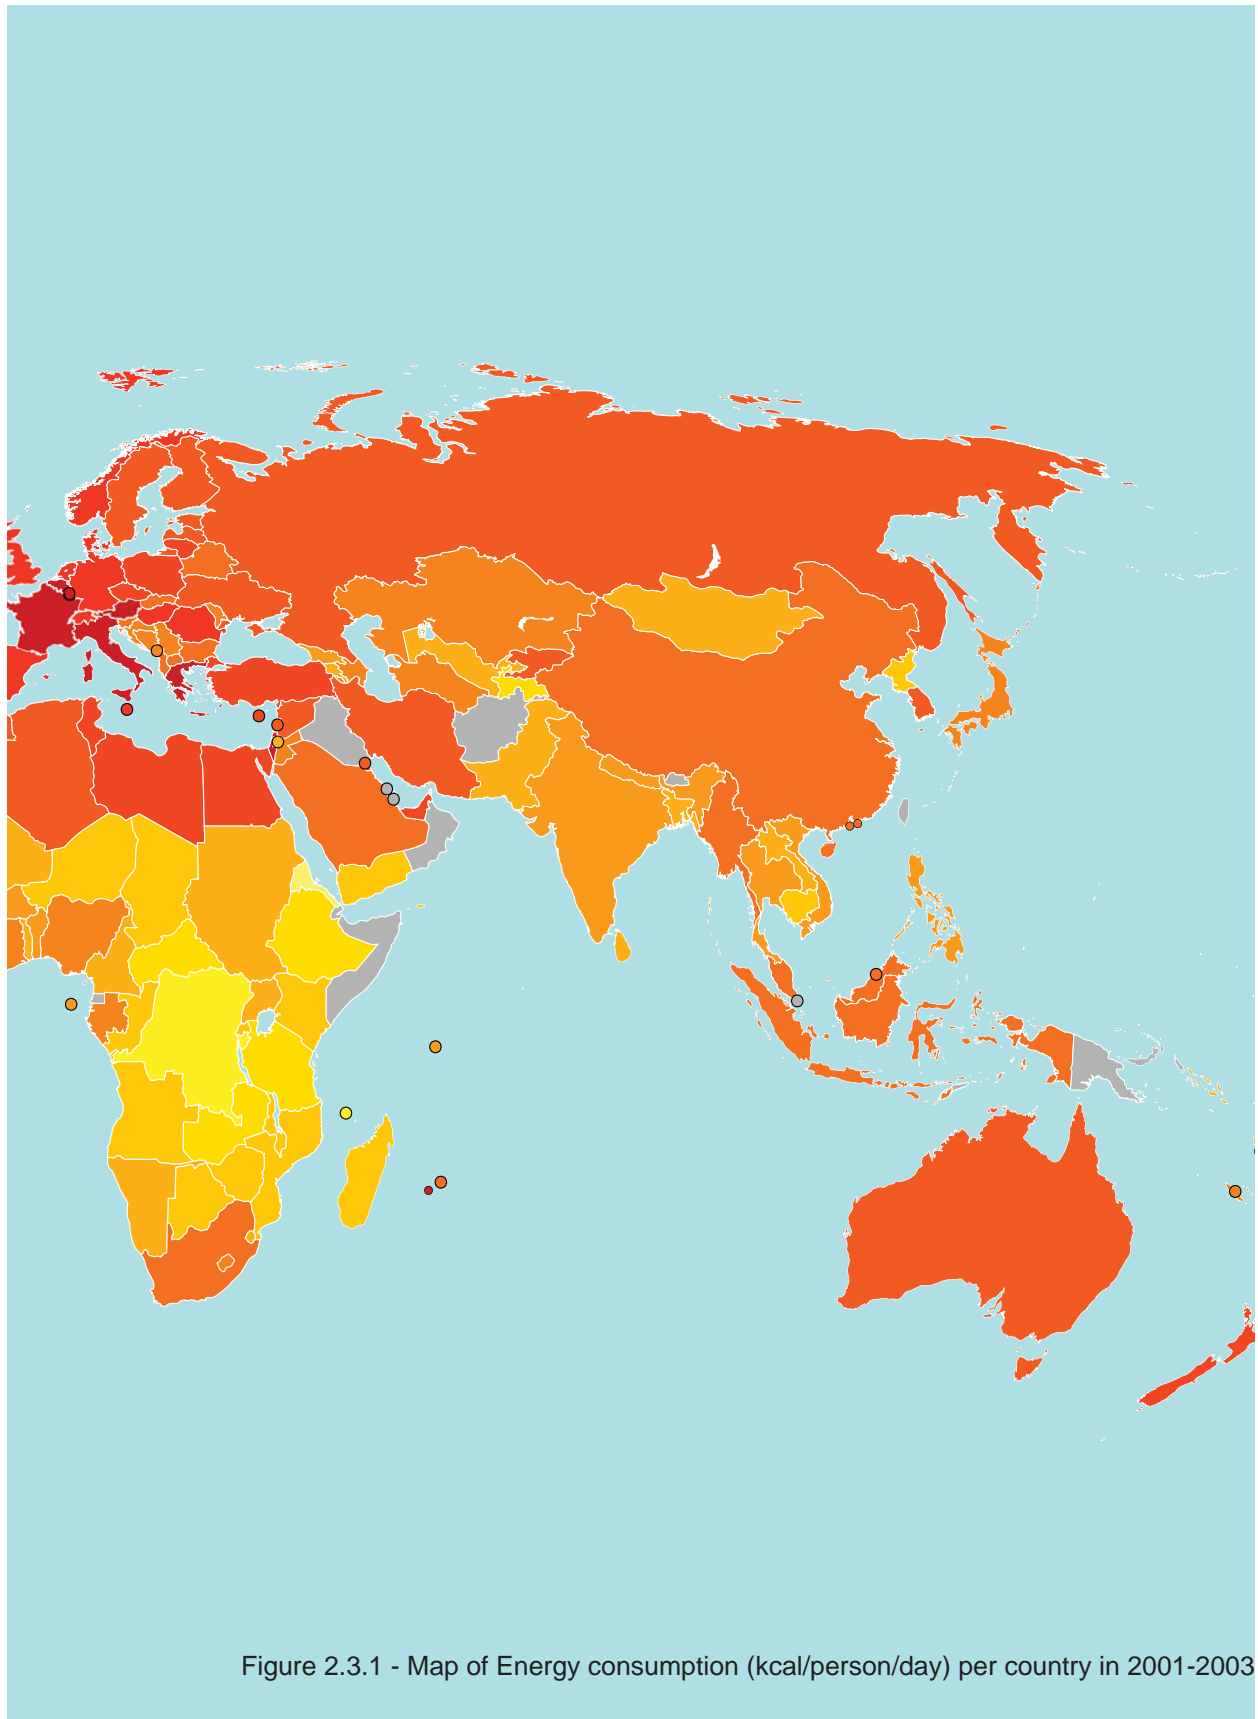 Figure 2.3.1 - Map of Energy consumption (kcal/person/day) per country in 2001-2003